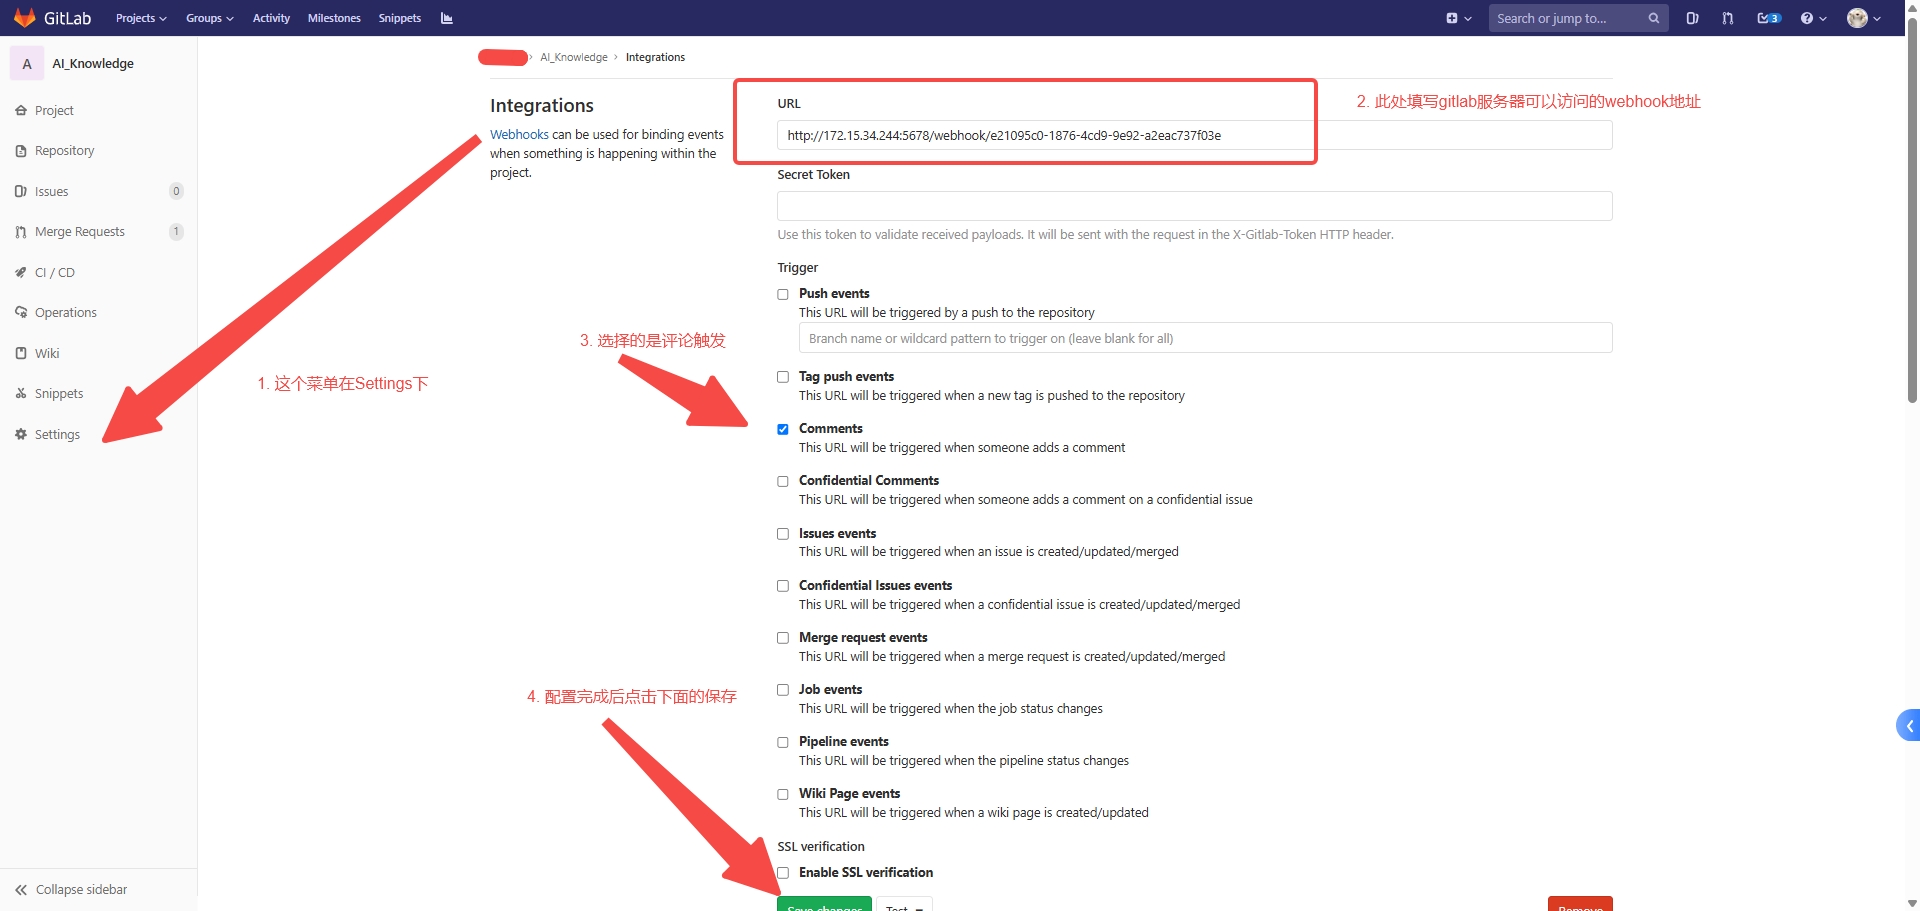 GitLab Projects Groups Activity Milestones Snippets Search or jump to... 3
A AI_Knowledge
Project
Repository
Issues 0
Merge Requests 1
CI / CD
Operations
Wiki
Snippets
Settings
Collapse sidebar
AI_Knowledge › Integrations
Integrations
Webhooks can be used for binding events
when something is happening within the
project.
1. 这个菜单在Settings下
2. 此处填写gitlab服务器可以访问的webhook地址
3. 选择的是评论触发
4. 配置完成后点击下面的保存
URL
http://172.15.34.244:5678/webhook/e21095c0-1876-4cd9-9e92-a2eac737f03e
Secret Token
Use this token to validate received payloads. It will be sent with the request in the X-Gitlab-Token HTTP header.
Trigger
Push events
This URL will be triggered by a push to the repository
Branch name or wildcard pattern to trigger on (leave blank for all)
Tag push events
This URL will be triggered when a new tag is pushed to the repository
Comments
This URL will be triggered when someone adds a comment
Confidential Comments
This URL will be triggered when someone adds a comment on a confidential issue
Issues events
This URL will be triggered when an issue is created/updated/merged
Confidential Issues events
This URL will be triggered when a confidential issue is created/updated/merged
Merge request events
This URL will be triggered when a merge request is created/updated/merged
Job events
This URL will be triggered when the job status changes
Pipeline events
This URL will be triggered when the pipeline status changes
Wiki Page events
This URL will be triggered when a wiki page is created/updated
SSL verification
Enable SSL verification
Save changes Test Remove